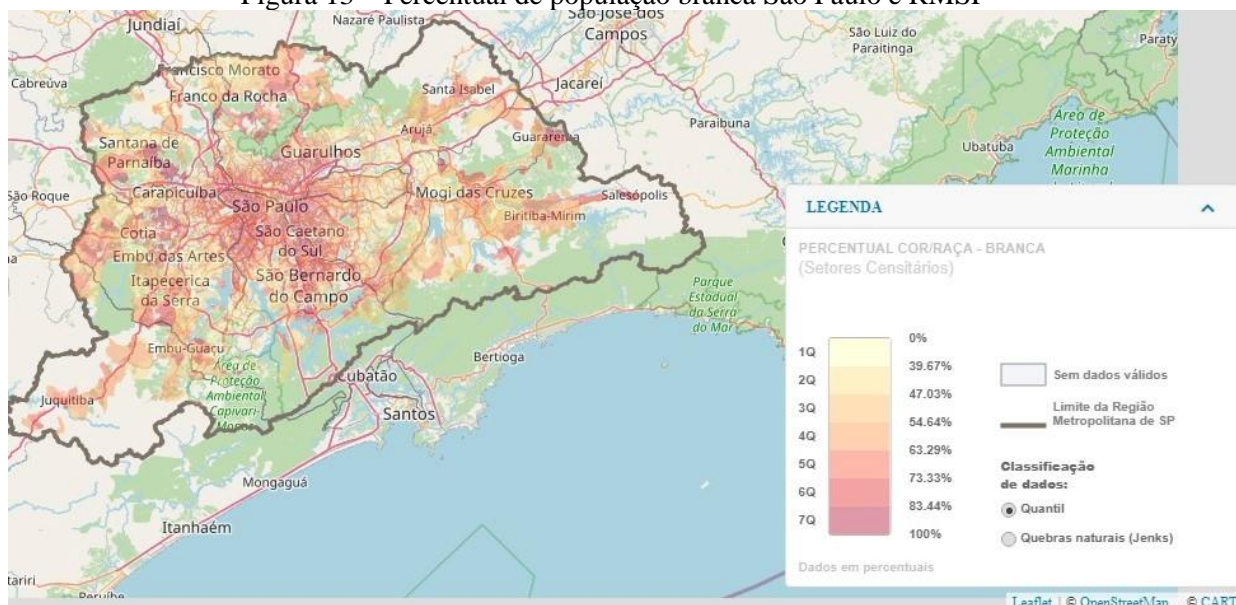 Figura 13 – Percentual de população branca São Paulo e RMSP
Jundiaí
Nazaré Paulista
São José dos
Campos
São Luiz do
Paraitinga
Paraty
Cabreúva
Francisco Morato
Franco da Rocha
Santa Isabel
Jacareí
Paraibuna
Santana de
Parnaíba
Arujá
Guararema
Guarulhos
Ubatuba
Área de
Proteção
Ambiental
Marinha
São Roque
Carapicuíba
Mogi das Cruzes
Salesópolis
São Paulo
Biritiba-Mirim
Cotia
São Caetano
do Sul
Embu das Artes
Itapecerica
da Serra
São Bernardo
do Campo
Parque
Estadual
da Serra
do Mar
Embu-Guaçu
Bertioga
Área de
Proteção
Ambiental
Capivari-
Cubatão
Juquitiba
Santos
Mongaguá
Itanhaém
tariri
Peruíbe
LEGENDA
PERCENTUAL COR/RAÇA - BRANCA
(Setores Censitários)
0%
1Q
39.67%
2Q
47.03%
3Q
54.64%
4Q
63.29%
5Q
73.33%
6Q
83.44%
7Q
100%
Sem dados válidos
Limite da Região
Metropolitana de SP
Classificação
de dados:
Quantil
Quebras naturais (Jenks)
Dados em percentuais
Leaflet | © OpenStreetMap © CART